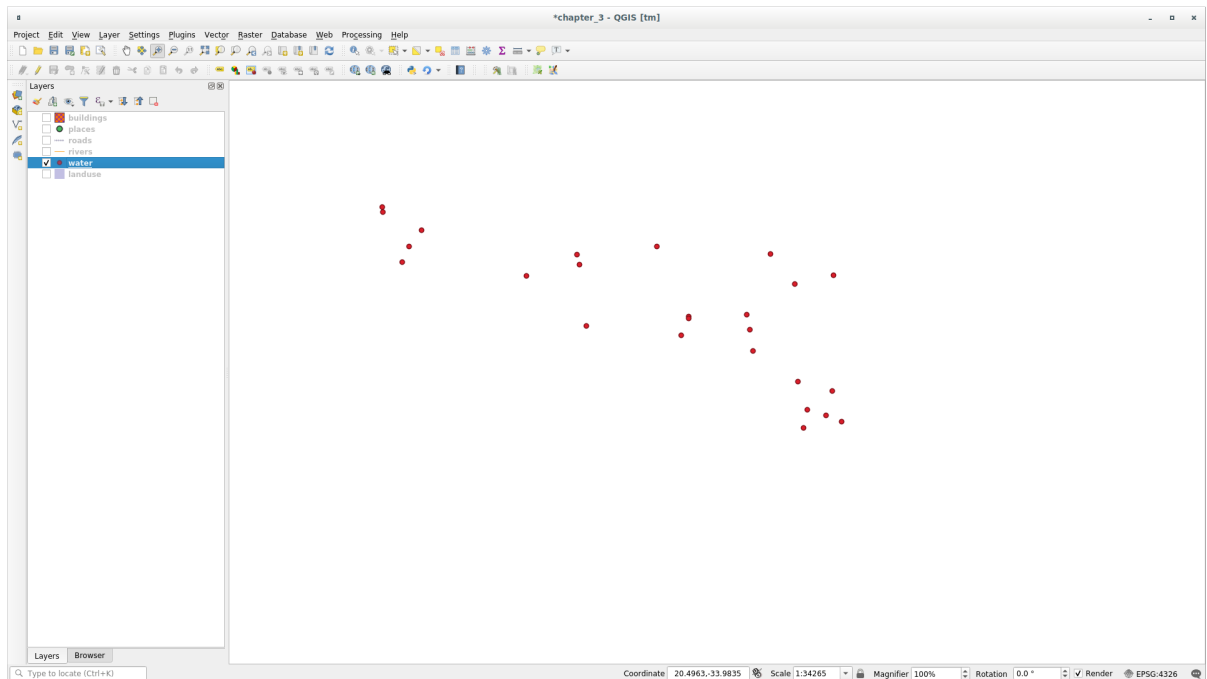 *chapter_3 - QGIS [tm]
Project Edit View Layer Settings Plugins Vector Raster Database Web Processing Help
Layers
buildings
places
roads
rivers
water
landuse
Layers Browser
Type to locate (Ctrl+K) Coordinate 20.4963,-33.9835 Scale 1:34265 Magnifier 100% Rotation 0.0 ° Render EPSG:4326